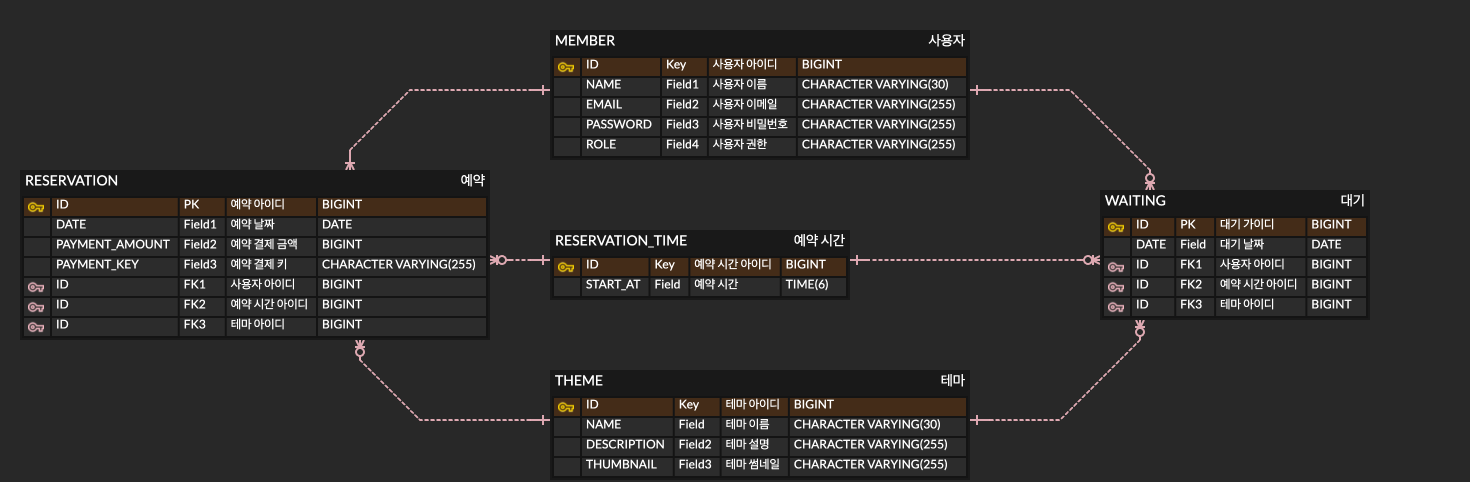 MEMBER 사용자
ID Key 사용자 아이디 BIGINT
NAME Field1 사용자 이름 CHARACTER VARYING(30)
EMAIL Field2 사용자 이메일 CHARACTER VARYING(255)
PASSWORD Field3 사용자 비밀번호 CHARACTER VARYING(255)
ROLE Field4 사용자 권한 CHARACTER VARYING(255)
RESERVATION 예약
ID PK 예약 아이디 BIGINT
DATE Field1 예약 날짜 DATE
PAYMENT_AMOUNT Field2 예약 결제 금액 BIGINT
PAYMENT_KEY Field3 예약 결제 키 CHARACTER VARYING(255)
ID FK1 사용자 아이디 BIGINT
ID FK2 예약 시간 아이디 BIGINT
ID FK3 테마 아이디 BIGINT
RESERVATION_TIME 예약 시간
ID Key 예약 시간 아이디 BIGINT
START_AT Field 예약 시간 TIME(6)
WAITING 대기
ID PK 대기 가이디 BIGINT
DATE Field 대기 날짜 DATE
ID FK1 사용자 아이디 BIGINT
ID FK2 예약 시간 아이디 BIGINT
ID FK3 테마 아이디 BIGINT
THEME 테마
ID Key 테마 아이디 BIGINT
NAME Field 테마 이름 CHARACTER VARYING(30)
DESCRIPTION Field2 테마 설명 CHARACTER VARYING(255)
THUMBNAIL Field3 테마 썸네일 CHARACTER VARYING(255)